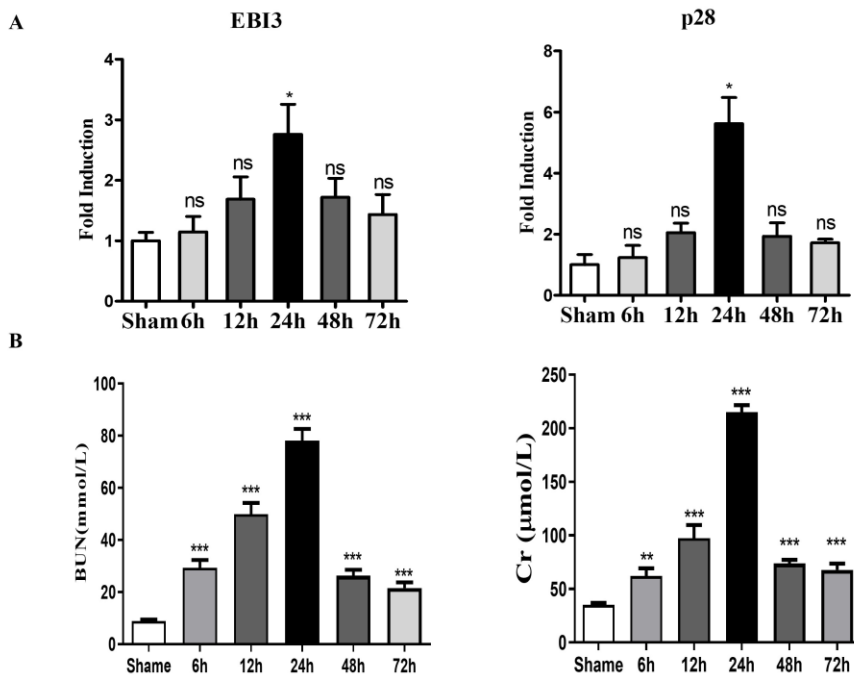 A
EBI3
p28
Fold Induction
4
3
2
1
0
ns
ns
*
ns
ns
Sham 6h 12h 24h 48h 72h
Fold Induction
8
6
4
2
0
ns
ns
*
ns
ns
Sham 6h 12h 24h 48h 72h
B
BUN(mmol/L)
100
80
60
40
20
0
***
***
***
***
***
Shame 6h 12h 24h 48h 72h
Cr (μmol/L)
250
200
150
100
50
0
**
***
***
***
***
Shame 6h 12h 24h 48h 72h